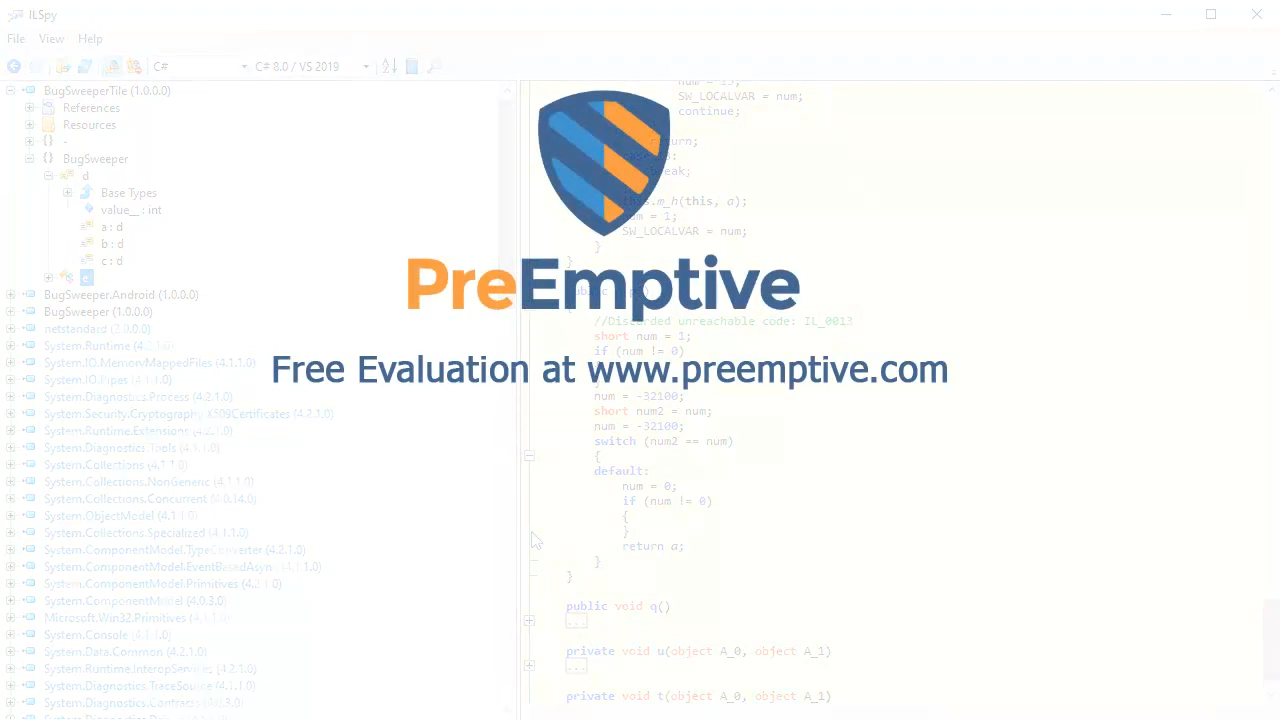 ILSpy
File View Help
C# C# 8.0 / VS 2019
BugSweeperTile (1.0.0.0)
References
Resources
-
{ } BugSweeper
d
Base Types
value__ : int
a : d
b : d
c : d
BugSweeper.Android (1.0.0.0)
BugSweeper (1.0.0.0)
netstandard (2.0.0.0)
System.Runtime (4.2.1.0)
System.IO.MemoryMappedFiles (4.1.1.0)
System.IO.Pipes (4.1.1.0)
System.Diagnostics.Process (4.2.1.0)
System.Security.Cryptography.X509Certificates (4.2.1.0)
System.Runtime.Extensions (4.2.1.0)
System.Diagnostics.Tools (4.1.1.0)
System.Collections (4.1.1.0)
System.Collections.NonGeneric (4.1.1.0)
System.Collections.Concurrent (4.0.14.0)
System.ObjectModel (4.1.1.0)
System.Collections.Specialized (4.1.1.0)
System.ComponentModel.TypeConverter (4.2.1.0)
System.ComponentModel.EventBasedAsync (4.1.1.0)
System.ComponentModel.Primitives (4.2.1.0)
System.ComponentModel (4.0.3.0)
Microsoft.Win32.Primitives (4.1.1.0)
System.Console (4.1.1.0)
System.Data.Common (4.2.1.0)
System.Runtime.InteropServices (4.2.1.0)
System.Diagnostics.TraceSource (4.1.1.0)
System.Diagnostics.Contracts (4.0.3.0)
SW_LOCALVAR = num;
continue;
return;
break;
this.m_h(this, a);
num = 1;
SW_LOCALVAR = num;
}
}
PreEmptive
Free Evaluation at www.preemptive.com
//Discarded unreachable code: IL_0013
short num = 1;
if (num != 0)
num = -32100;
short num2 = num;
num = -32100;
switch (num2 == num)
{
default:
num = 0;
if (num != 0)
{
}
return a;
}
}
public void q()
...
private void u(object A_0, object A_1)
...
private void t(object A_0, object A_1)